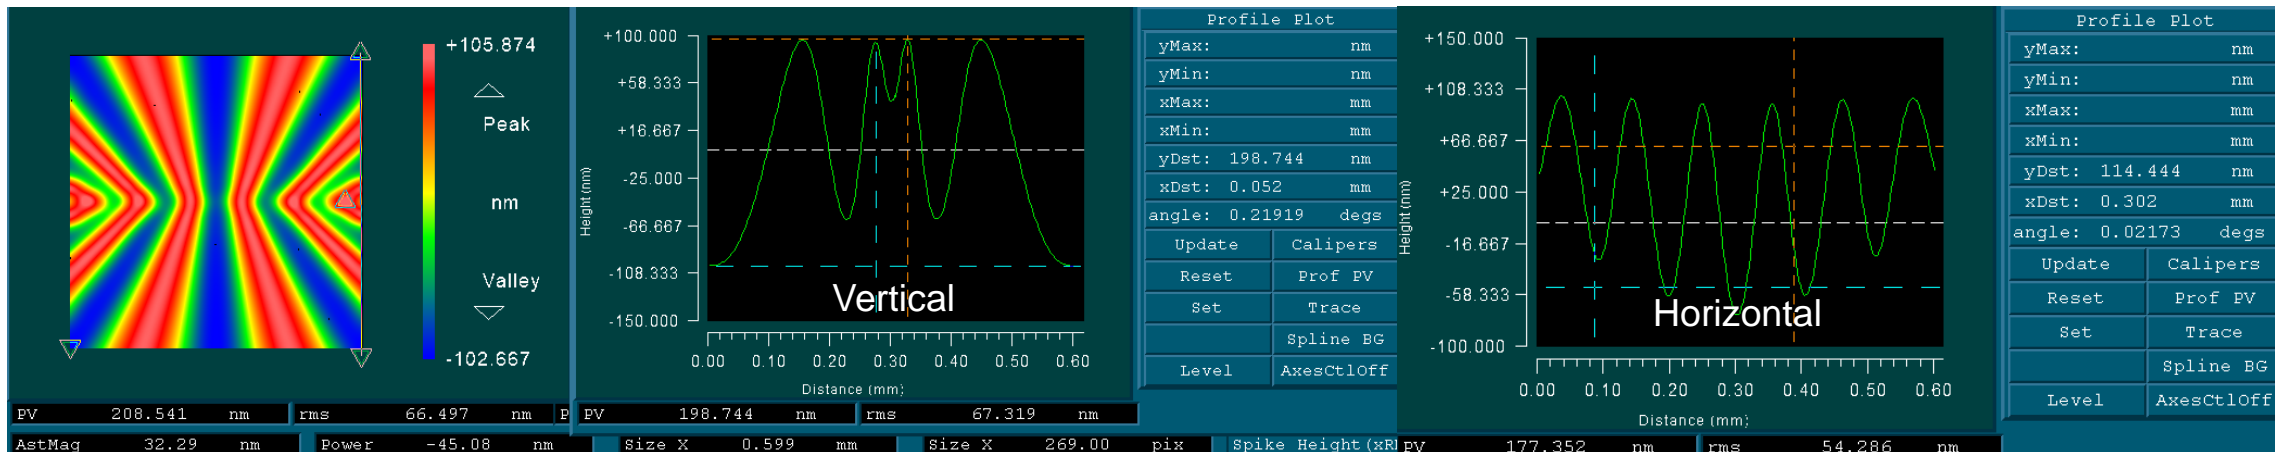 +105.874
Peak
nm
Valley
-102.667
PV 208.541 nm rms 66.497 nm P
AstMag 32.29 nm Power -45.08 nm Size X 0.599 mm Size X 269.00 pix Spike Height(xR
+100.000
+58.333
+16.667
-25.000
-66.667
-108.333
-150.000
Height (nm)
Vertical
0.00 0.10 0.20 0.30 0.40 0.50 0.60
Distance (mm)
PV 198.744 nm rms 67.319 nm
Profile Plot
yMax: nm
yMin: nm
xMax: mm
xMin: mm
yDst: 198.744 nm
xDst: 0.052 mm
angle: 0.21919 degs
Update Calipers
Reset Prof PV
Set Trace
Spline BG
Level AxesCtlOff
+150.000
+108.333
+66.667
+25.000
-16.667
-58.333
-100.000
Height (nm)
Horizontal
0.00 0.10 0.20 0.30 0.40 0.50 0.60
Distance (mm)
PV 177.352 nm rms 54.286 nm
Profile Plot
yMax: nm
yMin: nm
xMax: mm
xMin: mm
yDst: 114.444 nm
xDst: 0.302 mm
angle: 0.02173 degs
Update Calipers
Reset Prof PV
Set Trace
Spline BG
Level AxesCtlOff